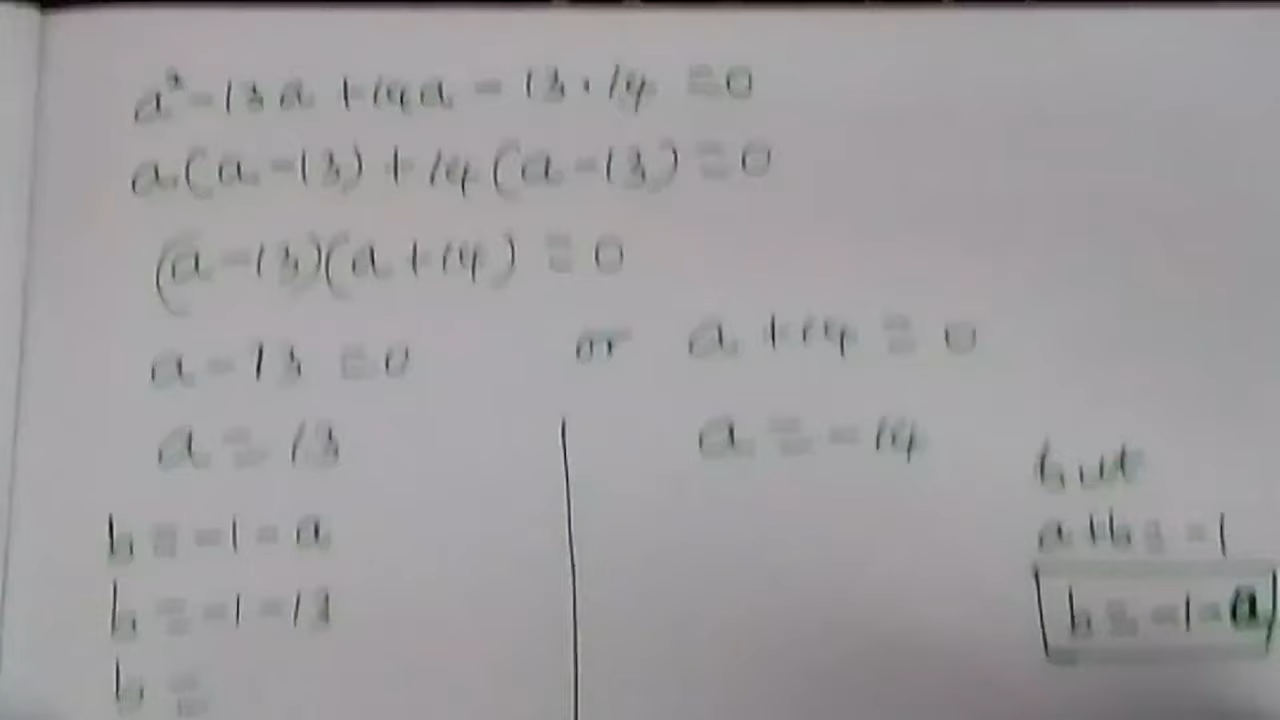 a²-13a+14a-13·14=0
a(a-13)+14(a-13)=0
(a-13)(a+14)=0
a-13=0 or a+14=0
a=13
a=-14
b=-1-a
b=-1-13
b=
but
a+b=-1
b=-1-a